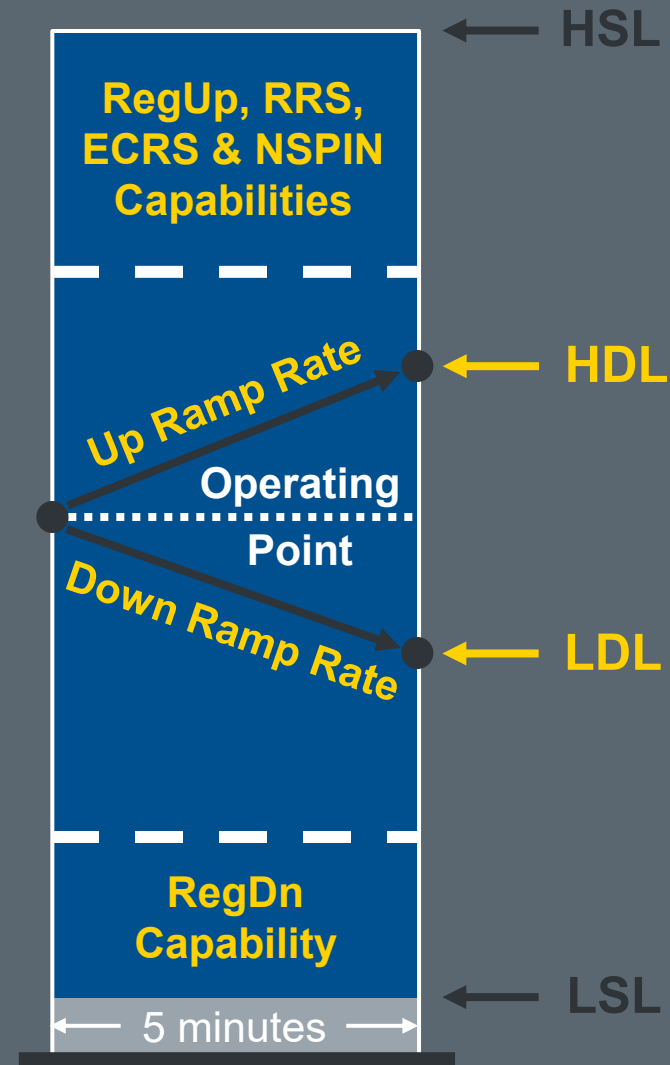 HSL
RegUp, RRS,
ECRS & NSPIN
Capabilities
HDL
Up Ramp Rate
Operating
Point
Down Ramp Rate
LDL
RegDn
Capability
LSL
5 minutes